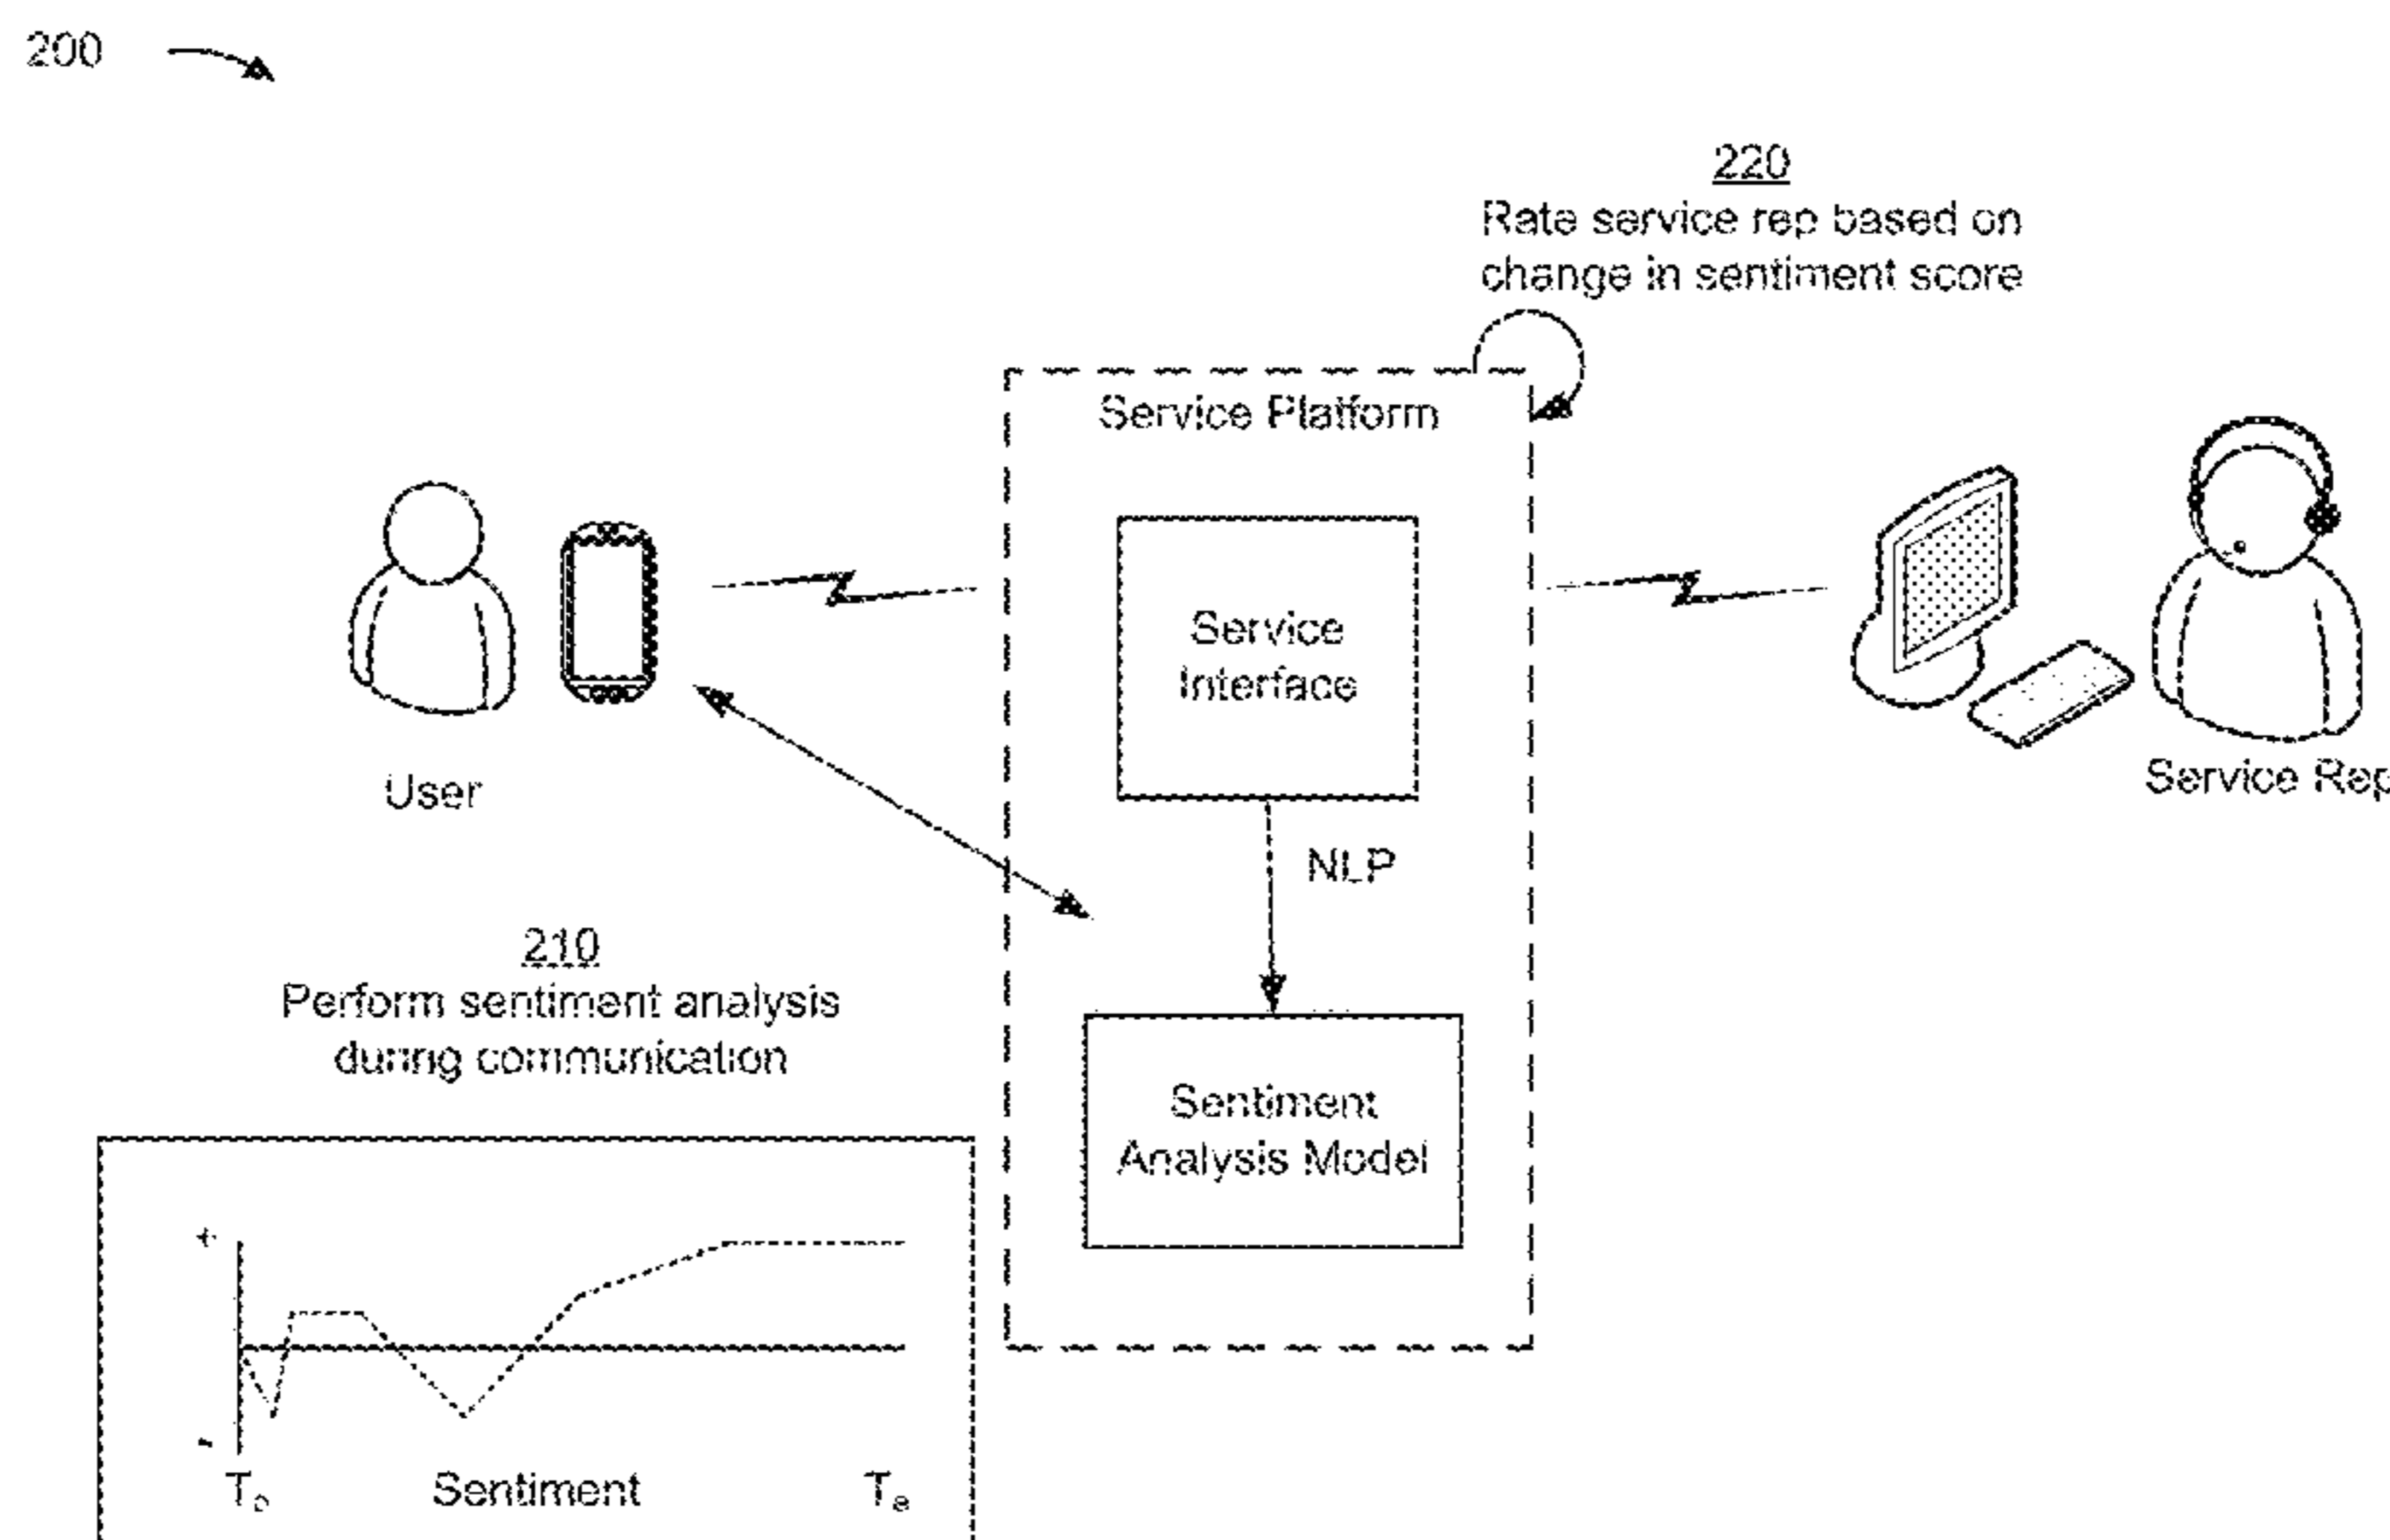 200
220
Rate service rep based on
change in sentiment score
Service Platform
Service
Interface
User
Service Rep
NLP
210
Perform sentiment analysis
during communication
Sentiment
Analysis Model
+
-
Sentiment